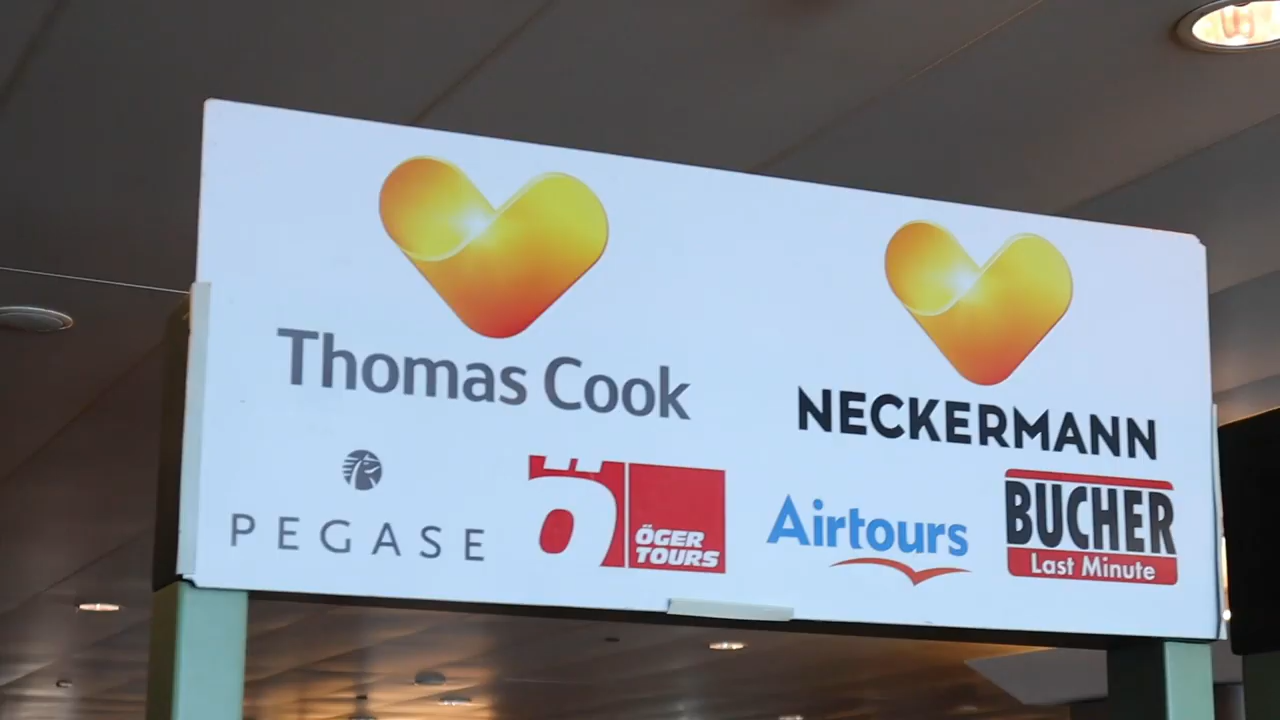 Thomas Cook
NECKERMANN
PEGASE
Ö
ÖGER
TOURS
Airtours
BUCHER
Last Minute